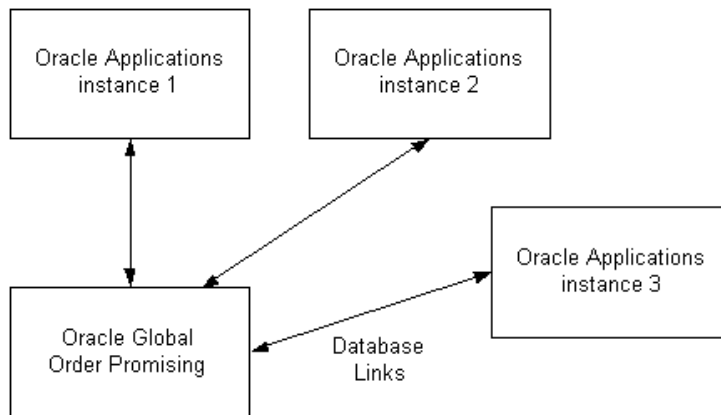 Oracle Applications
instance 1
Oracle Applications
instance 2
Oracle Applications
instance 3
Oracle Global
Order Promising
Database
Links